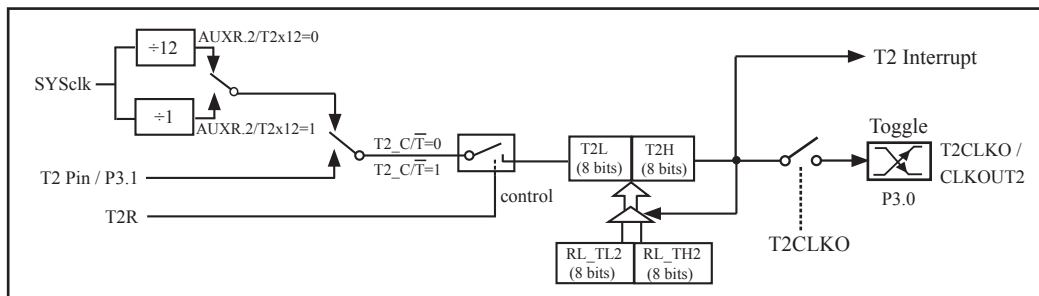 ÷12
AUXR.2/T2x12=0
SYSclk
÷1
AUXR.2/T2x12=1
T2 Pin / P3.1
T2_C/T̅=0
T2_C/T̅=1
T2R
control
T2L
(8 bits)
T2H
(8 bits)
RL_TL2
(8 bits)
RL_TH2
(8 bits)
T2 Interrupt
Toggle
T2CLKO /
CLKOUT2
P3.0
T2CLKO